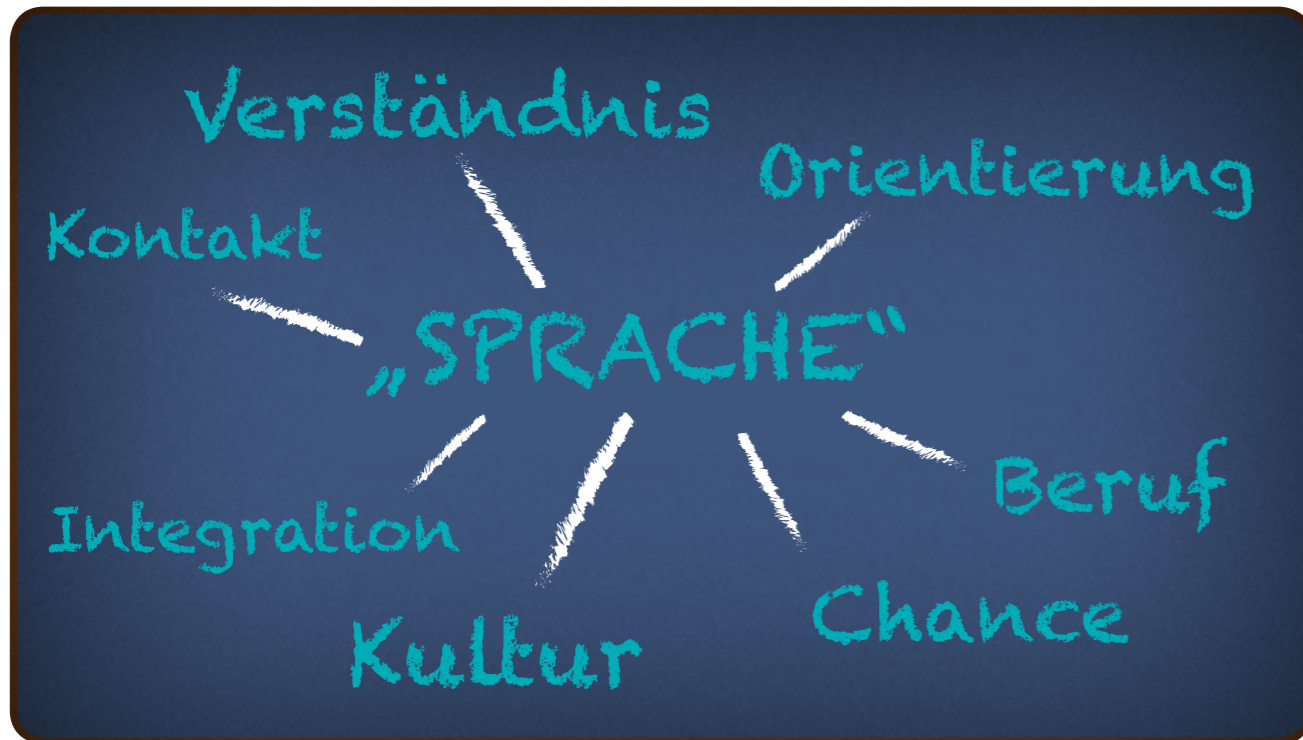 Verständnis
Orientierung
Kontakt
„SPRACHE“
Beruf
Integration
Chance
Kultur